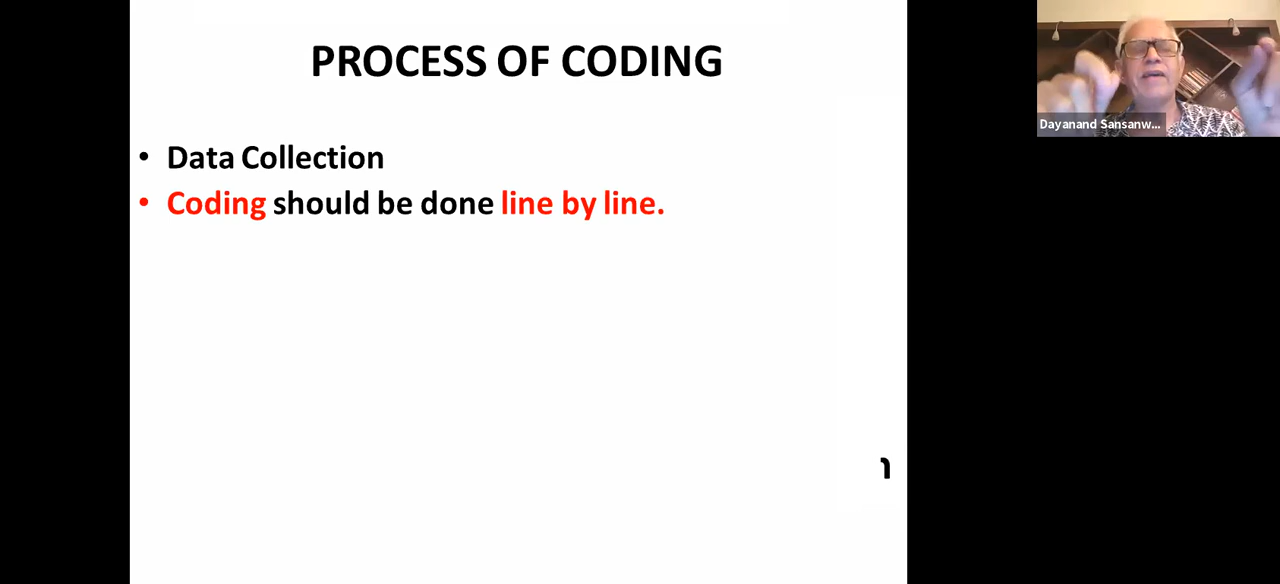 PROCESS OF CODING
• Data Collection
• Coding should be done line by line.
Dayanand Sansanw...